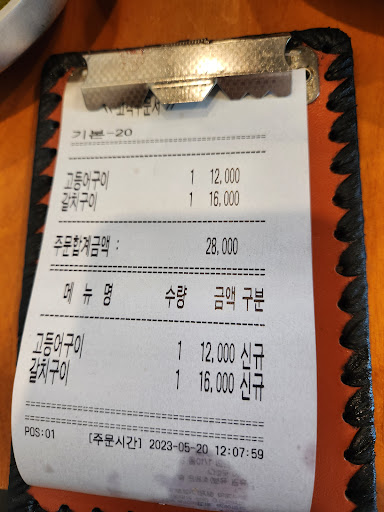 기본-20
고등어구이 1 12,000
갈치구이 1 16,000
주문합계금액 : 28,000
메 뉴 명 수량 금액 구분
고등어구이 1 12,000 신규
갈치구이 1 16,000 신규
POS:01 [주문시간] 2023-05-20 12:07:59